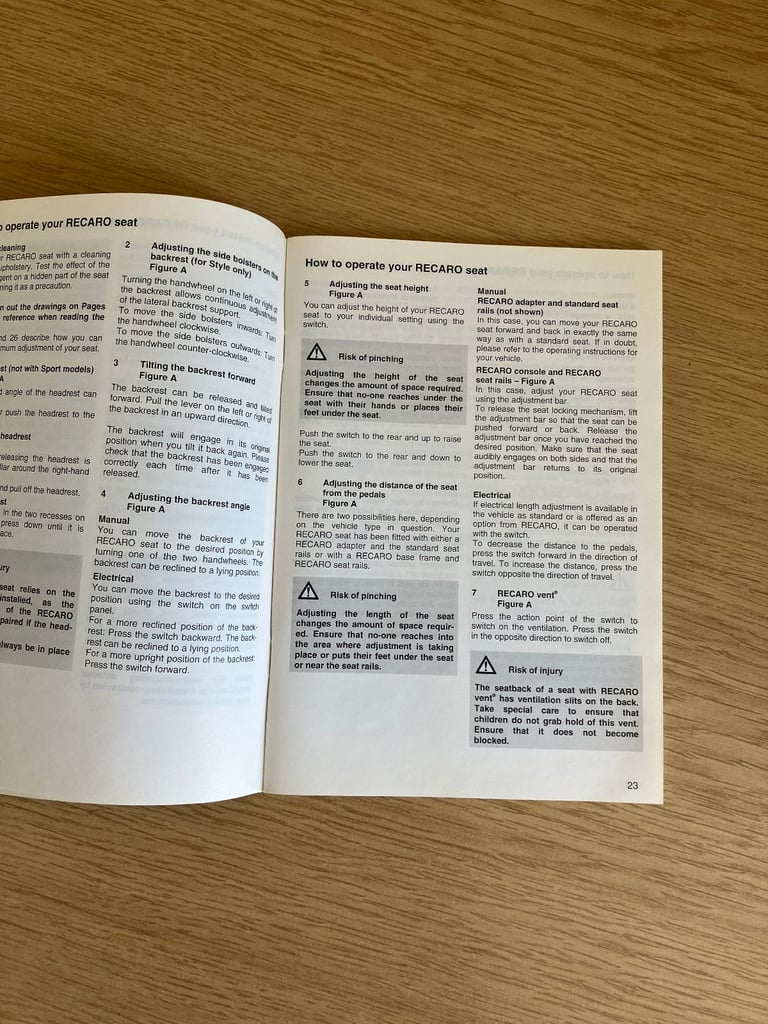 operate your RECARO seat
cleaning
RECARO seat with a cleaning
upholstery. Test the effect of the
on a hidden part of the seat
it as a precaution.
out the drawings on Pages
reference when reading the
26 describe how you can
adjustment of your seat.
(not with Sport models)
angle of the headrest can
push the headrest to the
headrest
releasing the headrest is
around the right-hand
pull off the headrest.
in the two recesses on
press down until it is
seat relies on the
installed, as the
of the RECARO
if the head-
always be in place
2 Adjusting the side bolsters on the
backrest (for Style only)
Figure A
Turning the handwheel on the left or right of
the backrest allows continuous adjustment
of the lateral backrest support.
To move the side bolsters inwards: Turn
the handwheel clockwise.
To move the side bolsters outwards: Turn
the handwheel counter-clockwise.
3 Tilting the backrest forward
Figure A
The backrest can be released and tilted
forward. Pull the lever on the left or right of
the backrest in an upward direction.
The backrest will engage in its original
position when you tilt it back again. Please
check that the backrest has been engaged
correctly each time after it has been
released.
4 Adjusting the backrest angle
Figure A
Manual
You can move the backrest of your
RECARO seat to the desired position by
turning one of the two handwheels. The
backrest can be reclined to a lying position.
Electrical
You can move the backrest to the desired
position using the switch on the switch
panel.
For a more reclined position of the back-
rest: Press the switch backward. The back-
rest can be reclined to a lying position.
For a more upright position of the backrest:
Press the switch forward.
How to operate your RECARO seat
5 Adjusting the seat height
Figure A
You can adjust the height of your RECARO
seat to your individual setting using the
switch.
Risk of pinching
Adjusting the height of the seat
changes the amount of space required.
Ensure that no-one reaches under the
seat with their hands or places their
feet under the seat.
Push the switch to the rear and up to raise
the seat.
Push the switch to the rear and down to
lower the seat.
6 Adjusting the distance of the seat
from the pedals
Figure A
There are two possibilities here, depending
on the vehicle type in question. Your
RECARO seat has been fitted with either a
RECARO adapter and the standard seat
rails or with a RECARO base frame and
RECARO seat rails.
Risk of pinching
Adjusting the length of the seat
changes the amount of space requir-
ed. Ensure that no-one reaches into
the area where adjustment is taking
place or puts their feet under the seat
or near the seat rails.
Manual
RECARO adapter and standard seat
rails (not shown)
In this case, you can move your RECARO
seat forward and back in exactly the same
way as with a standard seat. If in doubt,
please refer to the operating instructions for
your vehicle.
RECARO console and RECARO
seat rails – Figure A
In this case, adjust your RECARO seat
using the adjustment bar.
To release the seat locking mechanism, lift
the adjustment bar so that the seat can be
pushed forward or back. Release the
adjustment bar once you have reached the
desired position. Make sure that the seat
audibly engages on both sides and that the
adjustment bar returns to its original
position.
Electrical
If electrical length adjustment is available in
the vehicle as standard or is offered as an
option from RECARO, it can be operated
with the switch.
To decrease the distance to the pedals,
press the switch forward in the direction of
travel. To increase the distance, press the
switch opposite the direction of travel.
7 RECARO vent®
Figure A
Press the action point of the switch to
switch on the ventilation. Press the switch
in the opposite direction to switch off.
Risk of injury
The seatback of a seat with RECARO
vent® has ventilation slits on the back.
Take special care to ensure that
children do not grab hold of this vent.
Ensure that it does not become
blocked.
23